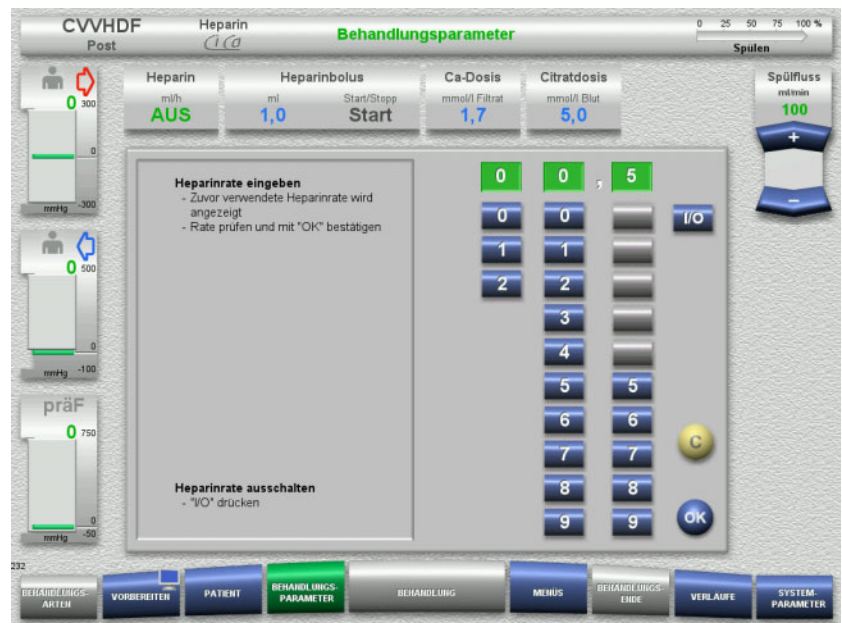 CVVHDF
Post
Heparin
Ci Ca
Behandlungsparameter
0 25 50 75 100 %
Spülen
0 300
0
mmHg -300
0 500
0
mmHg -100
präF
0 750
0
mmHg -50
Heparin
ml/h
AUS
Heparinbolus
ml Start/Stopp
1,0 Start
Ca-Dosis
mmol/l Filtrat
1,7
Citratdosis
mmol/l Blut
5,0
Spülfluss
ml/min
100
+
–
Heparinrate eingeben
- Zuvor verwendete Heparinrate wird
angezeigt
- Rate prüfen und mit "OK" bestätigen
Heparinrate ausschalten
- "I/O" drücken
0 0 , 5
0 0 I/O
1 1
2 2
3
4
5 5
6 6
7 7
C
8 8
9 9
OK
232
BEHANDLUNGS-
ARTEN
VORBEREITEN
PATIENT
BEHANDLUNGS-
PARAMETER
BEHANDLUNG
MENÜS
BEHANDLUNGS-
ENDE
VERLÄUFE
SYSTEM-
PARAMETER